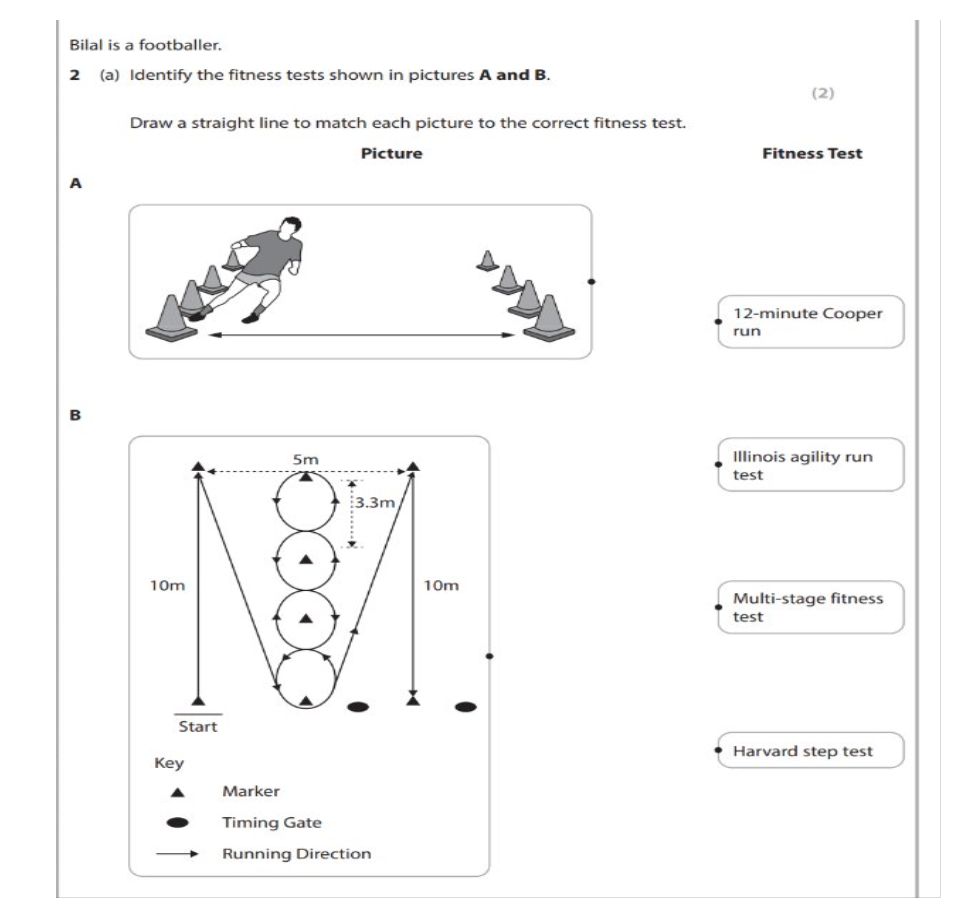 Bilal is a footballer.
2 (a) Identify the fitness tests shown in pictures A and B.
(2)
Draw a straight line to match each picture to the correct fitness test.
Picture Fitness Test
A
12-minute Cooper
run
B
5m
3.3m
10m 10m
Start
Key
Marker
Timing Gate
Running Direction
Illinois agility run
test
Multi-stage fitness
test
Harvard step test